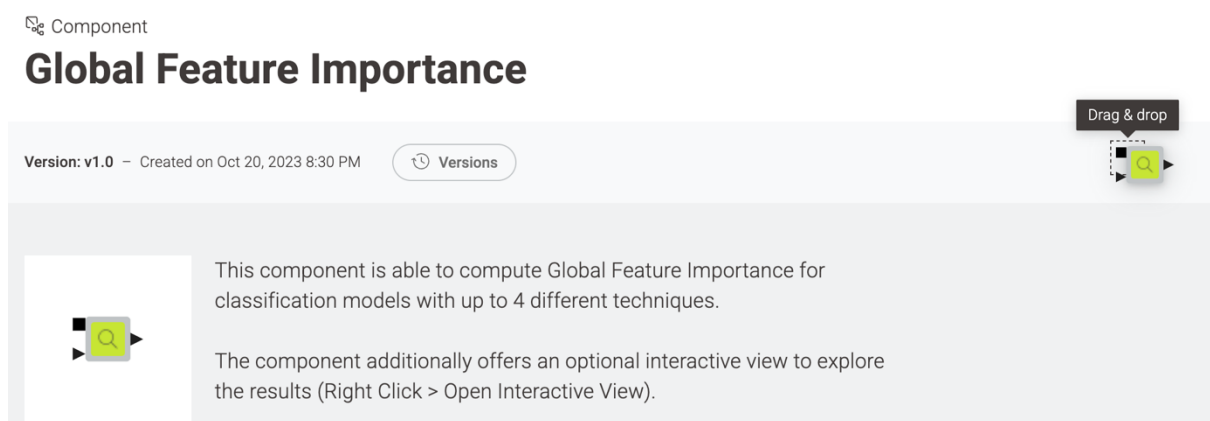 Component
Global Feature Importance
Drag & drop
Version: v1.0 – Created on Oct 20, 2023 8:30 PM
Versions
This component is able to compute Global Feature Importance for
classification models with up to 4 different techniques.
The component additionally offers an optional interactive view to explore
the results (Right Click > Open Interactive View).